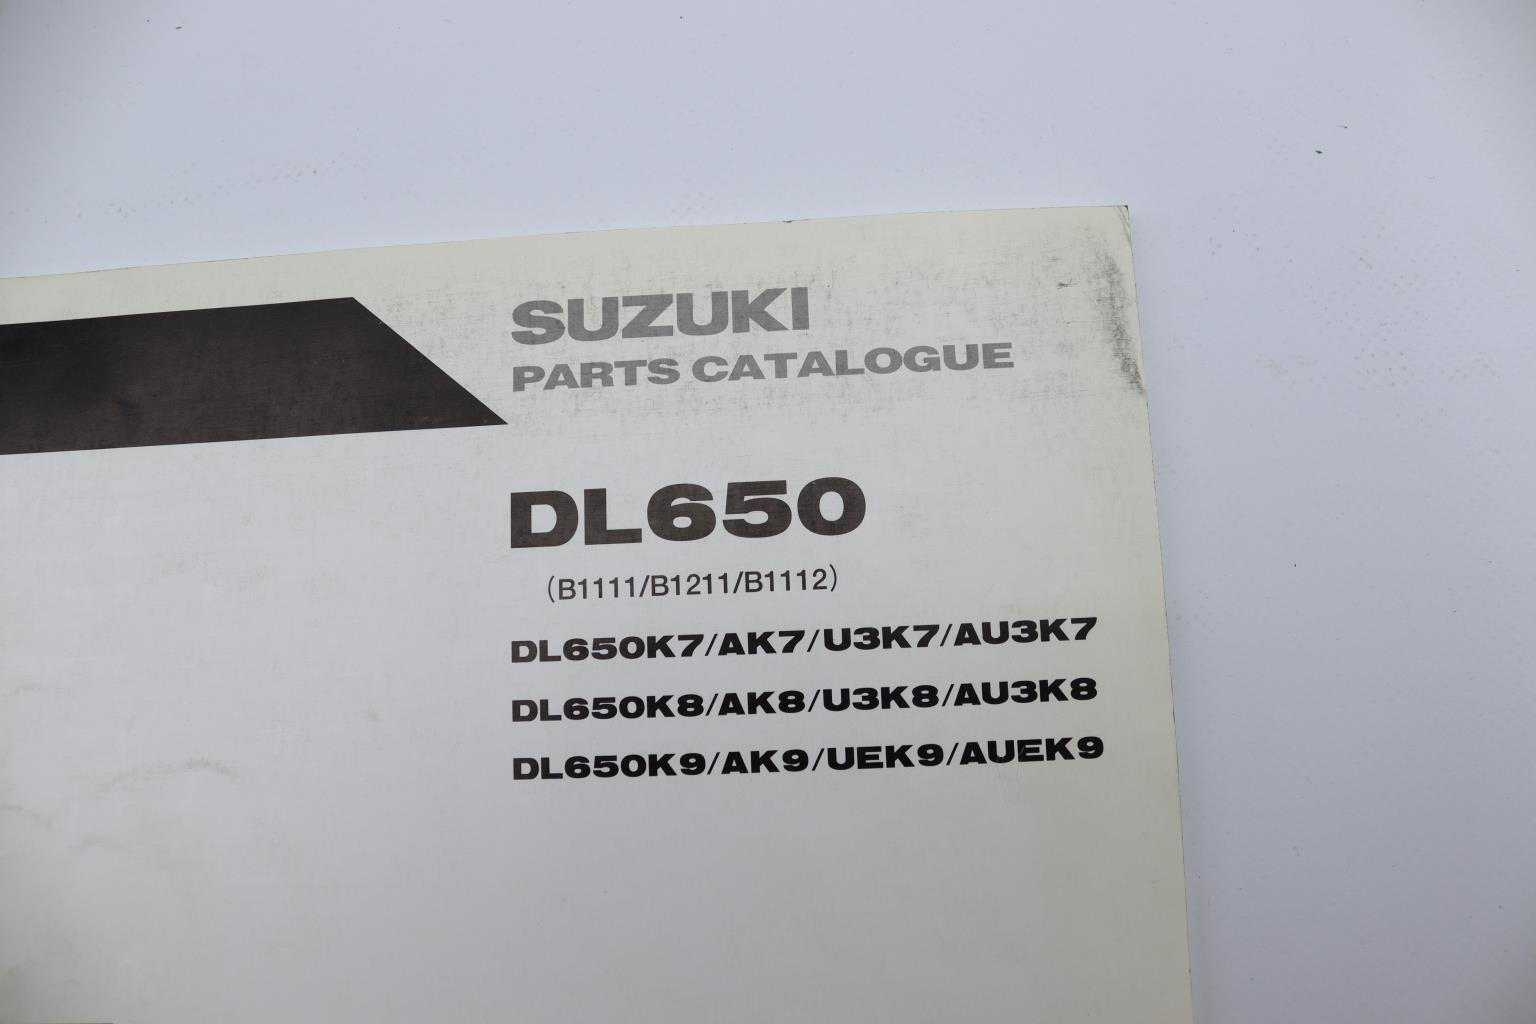 SUZUKI
PARTS CATALOGUE
DL650
(B1111/B1211/B1112)
DL650K7/AK7/U3K7/AU3K7
DL650K8/AK8/U3K8/AU3K8
DL650K9/AK9/UEK9/AUEK9